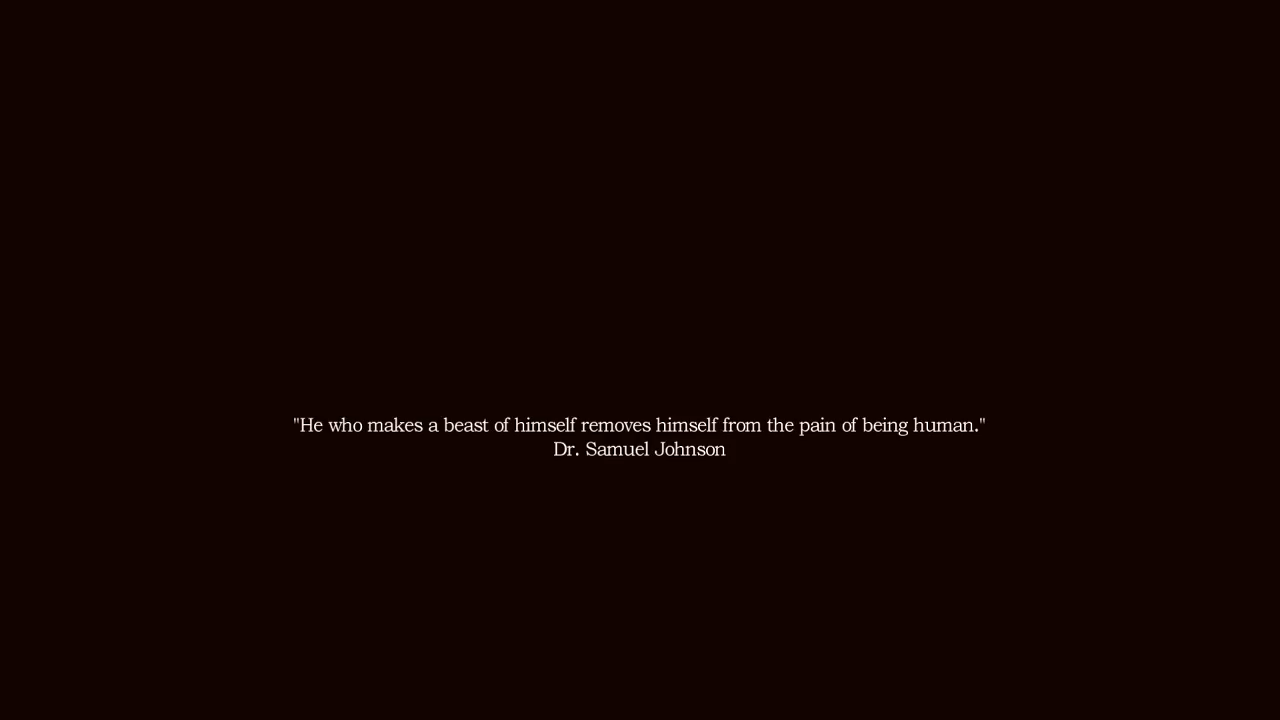 "He who makes a beast of himself removes himself from the pain of being human."
Dr. Samuel Johnson